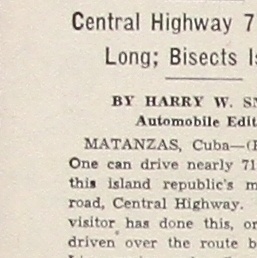 Central Highway 7
Long; Bisects Is
BY HARRY W. SM
Automobile Edit
MATANZAS, Cuba—(
One can drive nearly 71
this island republic's m
road, Central Highway.
visitor has done this, or
driven over the route b